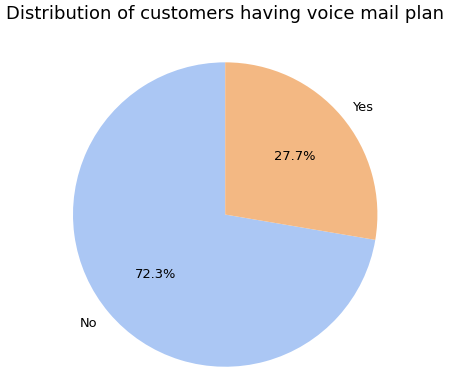 Distribution of customers having voice mail plan
Yes
27.7%
72.3%
No